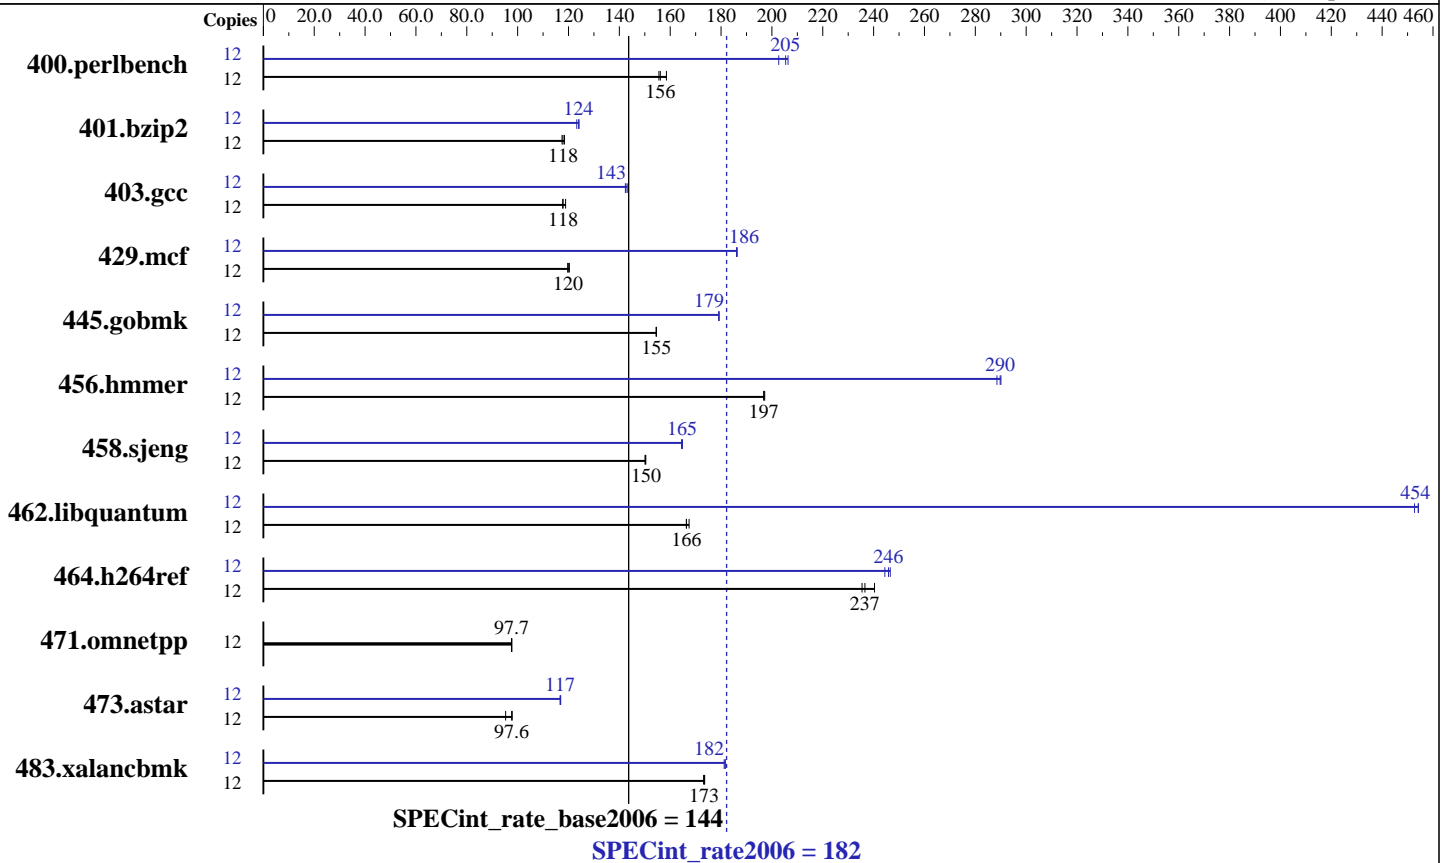 Copies 0 20.0 40.0 60.0 80.0 100 120 140 160 180 200 220 240 260 280 300 320 340 360 380 400 420 440 460
205
400.perlbench 12
12
156
124
401.bzip2 12
12
118
143
403.gcc 12
12
118
186
429.mcf 12
12
120
179
445.gobmk 12
12
155
290
456.hmmer 12
12
197
165
458.sjeng 12
12
150
454
462.libquantum 12
12
166
246
464.h264ref 12
12
237
97.7
471.omnetpp 12
117
473.astar 12
12
97.6
182
483.xalancbmk 12
12
173
SPECint_rate_base2006 = 144
SPECint_rate2006 = 182